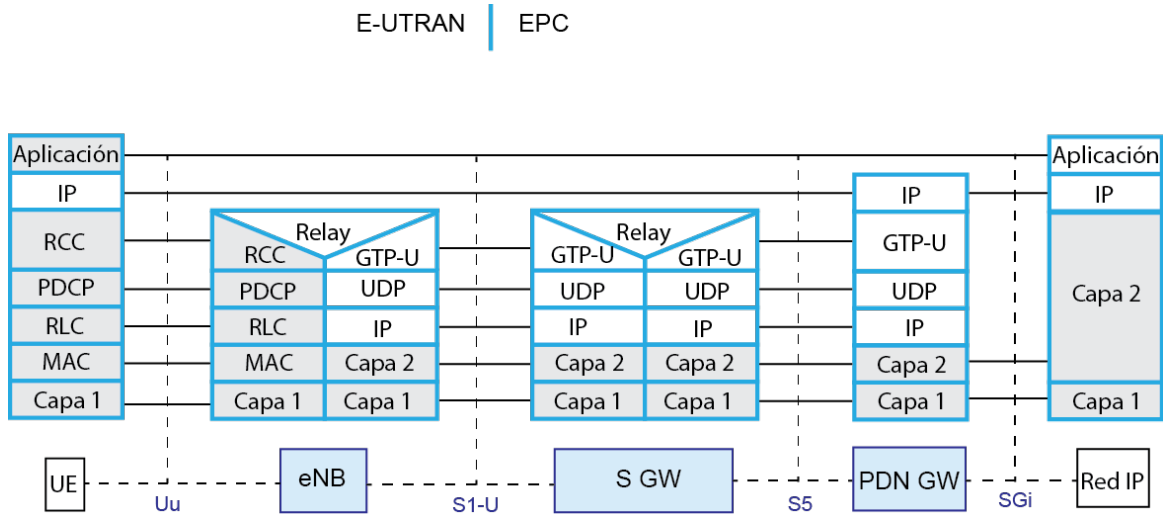 E-UTRAN EPC
Aplicación Aplicación
IP IP IP
Relay Relay
RCC RCC GTP-U GTP-U GTP-U GTP-U
PDCP PDCP UDP UDP UDP UDP Capa 2
RLC RLC IP IP IP IP
MAC MAC Capa 2 Capa 2 Capa 2 Capa 2
Capa 1 Capa 1 Capa 1 Capa 1 Capa 1 Capa 1 Capa 1
UE eNB S GW PDN GW Red IP
Uu S1-U S5 SGi